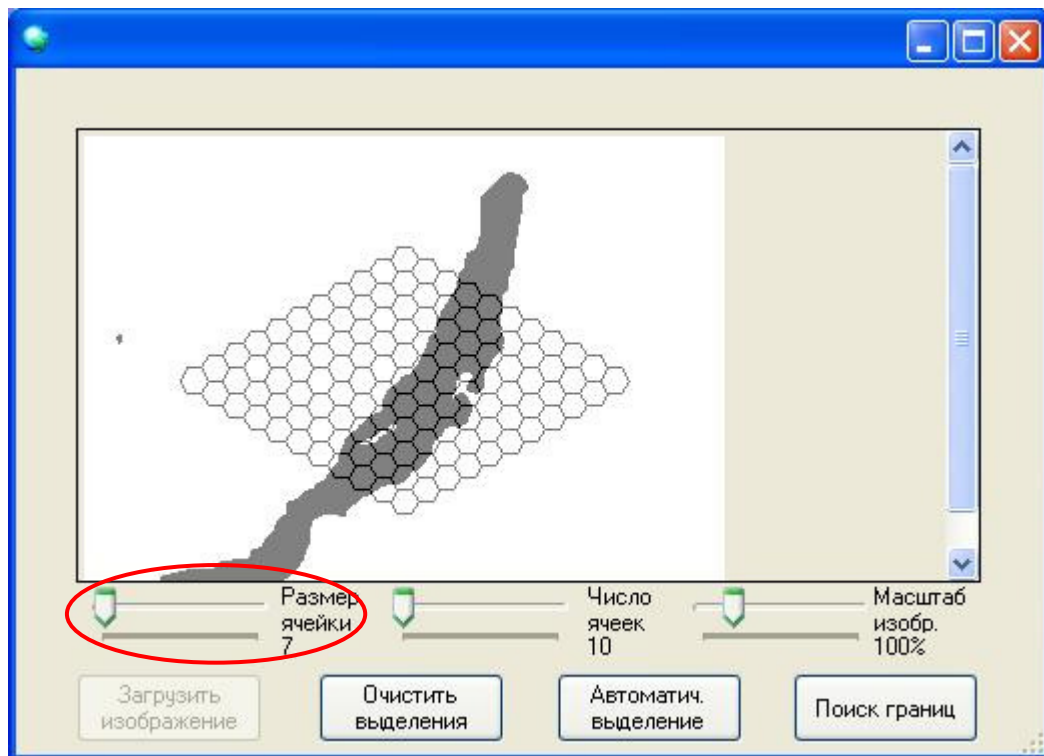 Размер
ячейки
7
Число
ячеек
10
Масштаб
изобр.
100%
Загрузить
изображение
Очистить
выделения
Автоматич.
выделение
Поиск границ